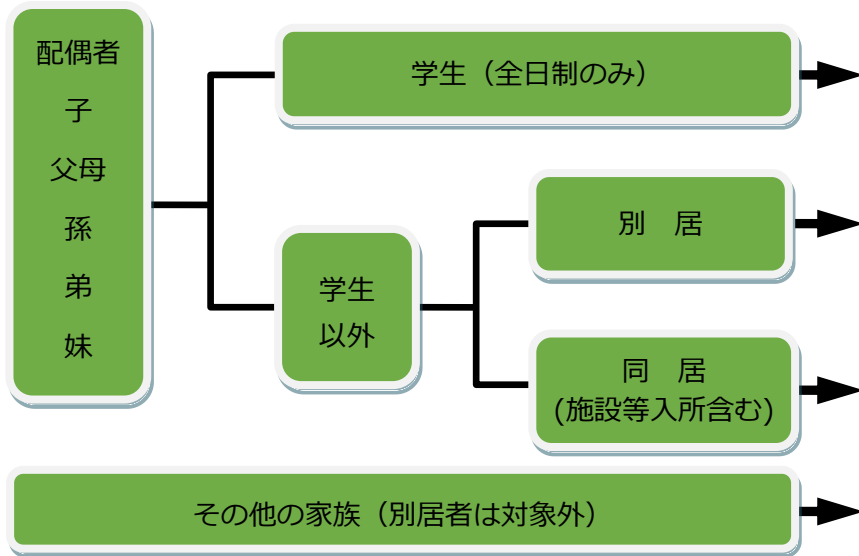 配偶者
子
父母
孫
弟
妹
学生（全日制のみ）
学生
以外
別　居
同　居
(施設等入所含む)
その他の家族（別居者は対象外）